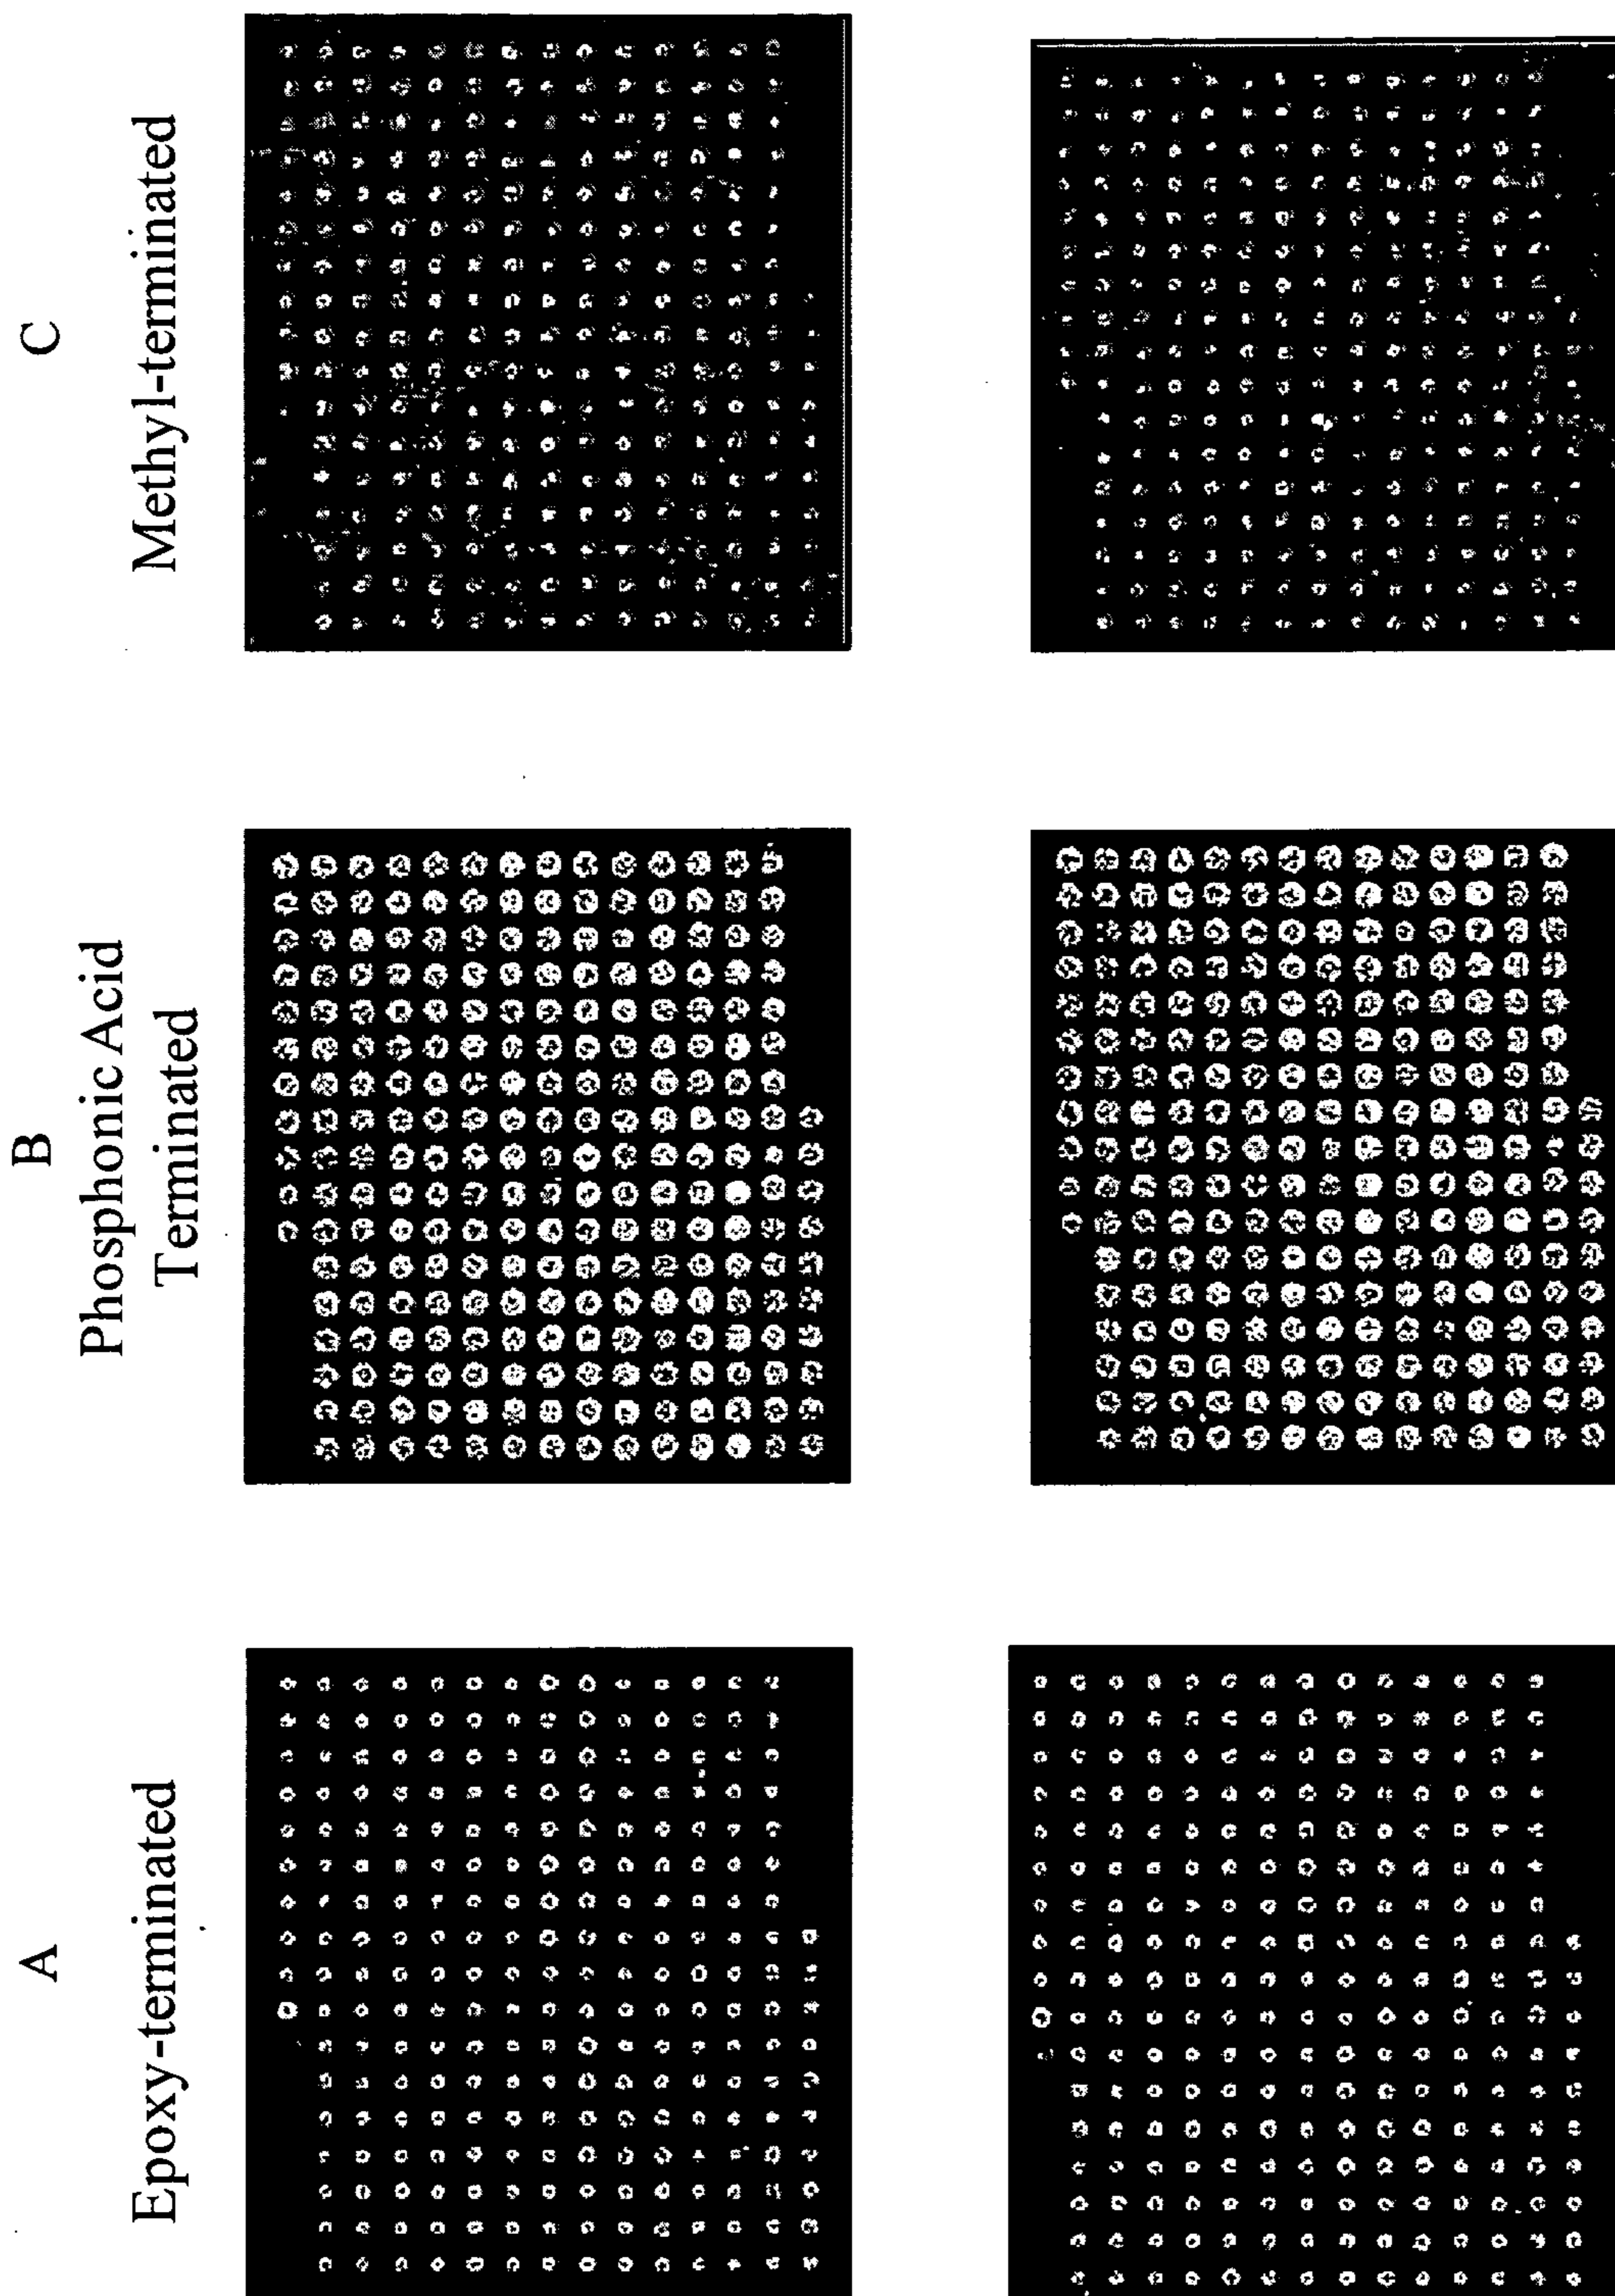 A
Epoxy-terminated
B
Phosphonic Acid
Terminated
C
Methyl-terminated